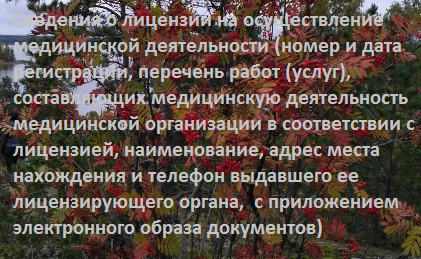 Сведения о лицензии на осуществление
медицинской деятельности (номер и дата
регистрации, перечень работ (услуг),
составляющих медицинскую деятельность
медицинской организации в соответствии с
лицензией, наименование, адрес места
нахождения и телефон выдавшего ее
лицензирующего органа, с приложением
электронного образа документов)